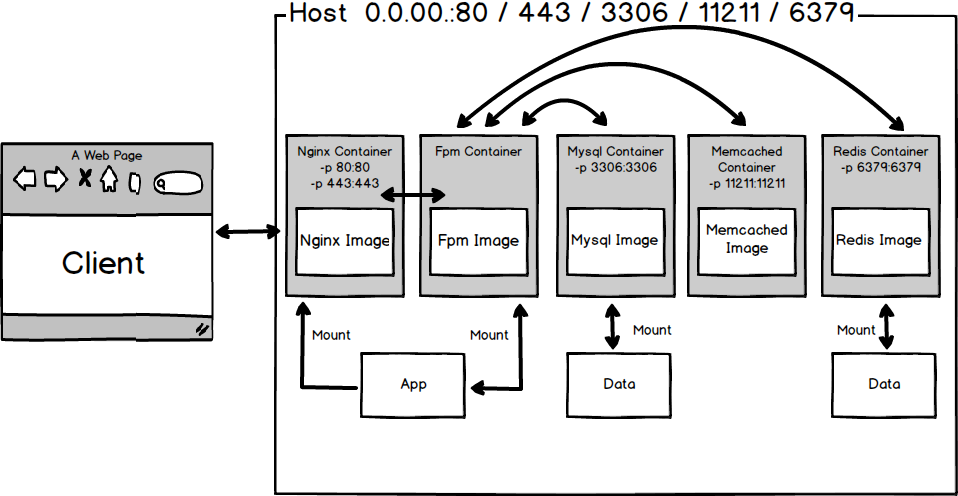 Host 0.0.00.:80 / 443 / 3306 / 11211 / 6379
A Web Page
Client
Nginx Container
-p 80:80
-p 443:443
Nginx Image
Fpm Container
Fpm Image
Mysql Container
-p 3306:3306
Mysql Image
Memcached
Container
-p 11211:11211
Memcached
Image
Redis Container
-p 6379:6379
Redis Image
Mount
Mount
Mount
Mount
App
Data
Data